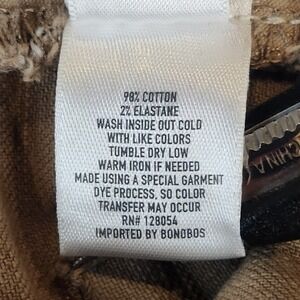 98% COTTON
2% ELASTANE
WASH INSIDE OUT COLD
WITH LIKE COLORS
TUMBLE DRY LOW
WARM IRON IF NEEDED
MADE USING A SPECIAL GARMENT
DYE PROCESS, SO COLOR
TRANSFER MAY OCCUR
RN# 128054
IMPORTED BY BONOBOS
CHINA